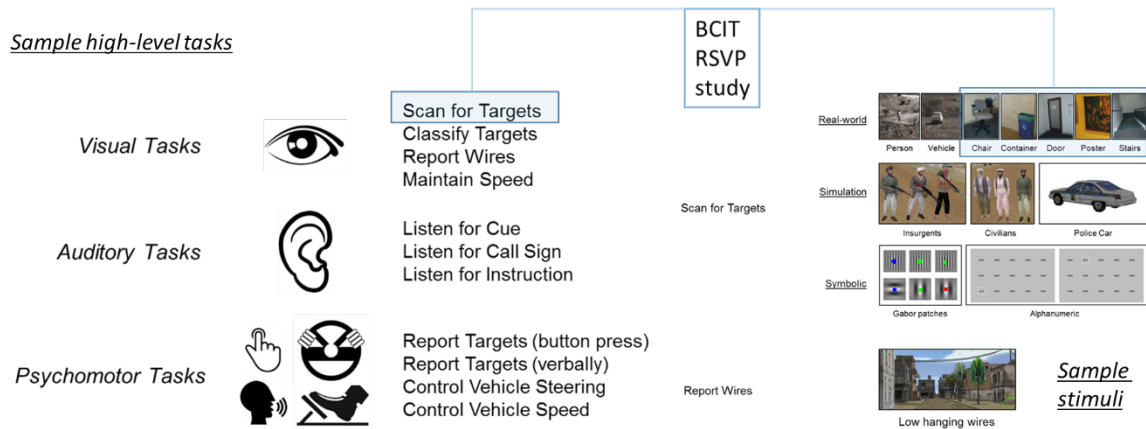 Sample high-level tasks
BCIT
RSVP
study
Visual Tasks
Scan for Targets
Classify Targets
Report Wires
Maintain Speed
Auditory Tasks
Listen for Cue
Listen for Call Sign
Listen for Instruction
Psychomotor Tasks
Report Targets (button press)
Report Targets (verbally)
Control Vehicle Steering
Control Vehicle Speed
Scan for Targets
Real-world
Person Vehicle Chair Container Door Poster Stairs
Simulation
Insurgents Civilians Police Car
Symbolic
Gabor patches Alphanumeric
Report Wires
Low hanging wires
Sample
stimuli